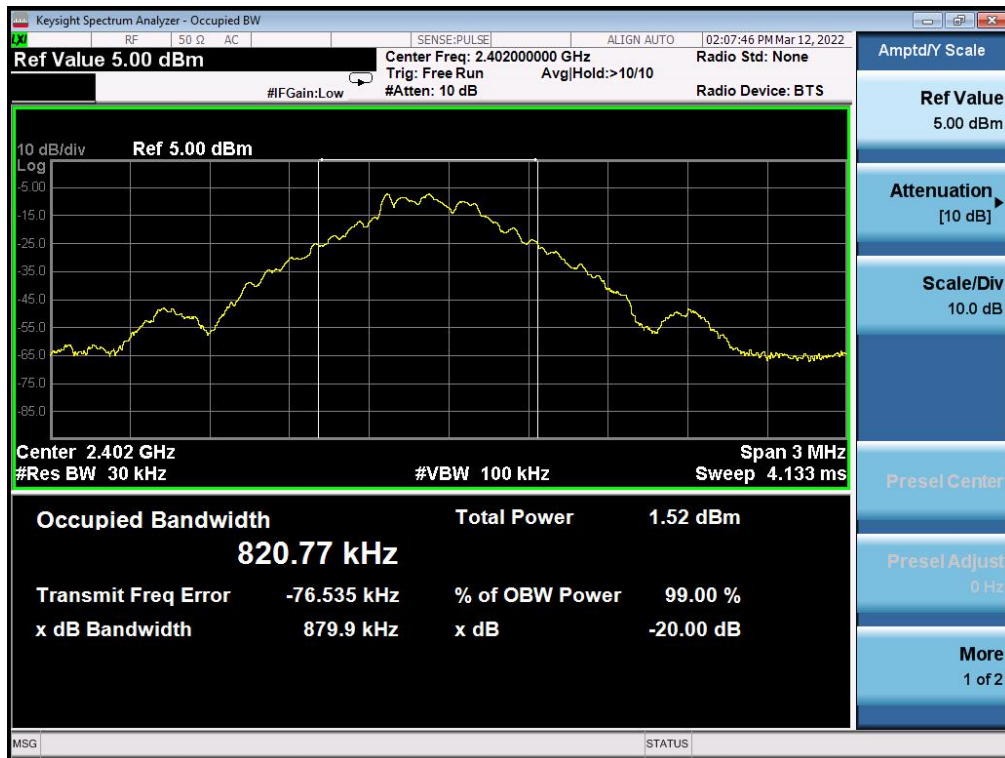 Keysight Spectrum Analyzer - Occupied BW
LXI RF 50 Ω AC SENSE:PULSE ALIGN AUTO 02:07:46 PM Mar 12, 2022
Ref Value 5.00 dBm
Center Freq: 2.402000000 GHz Radio Std: None
Trig: Free Run Avg|Hold:>10/10
#IFGain:Low #Atten: 10 dB Radio Device: BTS
10 dB/div Ref 5.00 dBm
Log
-5.00
-15.0
-25.0
-35.0
-45.0
-55.0
-65.0
-75.0
-85.0
Center 2.402 GHz Span 3 MHz
#Res BW 30 kHz #VBW 100 kHz Sweep 4.133 ms
Occupied Bandwidth Total Power 1.52 dBm
820.77 kHz
Transmit Freq Error -76.535 kHz % of OBW Power 99.00 %
x dB Bandwidth 879.9 kHz x dB -20.00 dB
MSG STATUS
Amptd/Y Scale
Ref Value
5.00 dBm
Attenuation
[10 dB]
Scale/Div
10.0 dB
Presel Center
Presel Adjust
0 Hz
More
1 of 2